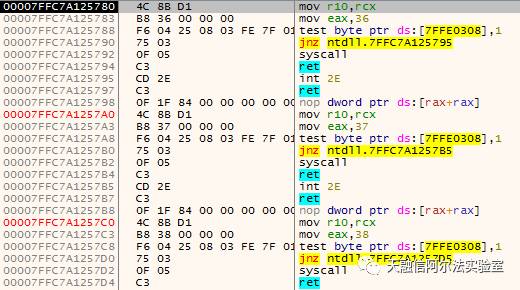 00007FFC7A125780 4C 8B D1 mov r10,rcx
00007FFC7A125783 B8 36 00 00 00 mov eax,36
00007FFC7A125788 F6 04 25 08 03 FE 7F 01 test byte ptr ds:[7FFE0308],1
00007FFC7A125790 75 03 jnz ntdll.7FFC7A125795
00007FFC7A125792 0F 05 syscall
00007FFC7A125794 C3 ret
00007FFC7A125795 CD 2E int 2E
00007FFC7A125797 C3 ret
00007FFC7A125798 0F 1F 84 00 00 00 00 00 nop dword ptr ds:[rax+rax]
00007FFC7A1257A0 4C 8B D1 mov r10,rcx
00007FFC7A1257A3 B8 37 00 00 00 mov eax,37
00007FFC7A1257A8 F6 04 25 08 03 FE 7F 01 test byte ptr ds:[7FFE0308],1
00007FFC7A1257B0 75 03 jnz ntdll.7FFC7A1257B5
00007FFC7A1257B2 0F 05 syscall
00007FFC7A1257B4 C3 ret
00007FFC7A1257B5 CD 2E int 2E
00007FFC7A1257B7 C3 ret
00007FFC7A1257B8 0F 1F 84 00 00 00 00 00 nop dword ptr ds:[rax+rax]
00007FFC7A1257C0 4C 8B D1 mov r10,rcx
00007FFC7A1257C3 B8 38 00 00 00 mov eax,38
00007FFC7A1257C8 F6 04 25 08 03 FE 7F 01 test byte ptr ds:[7FFE0308],1
00007FFC7A1257D0 75 03 jnz ntdll.7FFC7A1257D5
00007FFC7A1257D2 0F 05 syscall
00007FFC7A1257D4 C3 ret
天融信阿尔法实验室